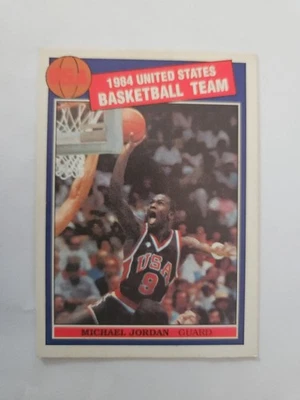 1984 UNITED STATES
BASKETBALL TEAM
USA
9
MICHAEL JORDAN GUARD